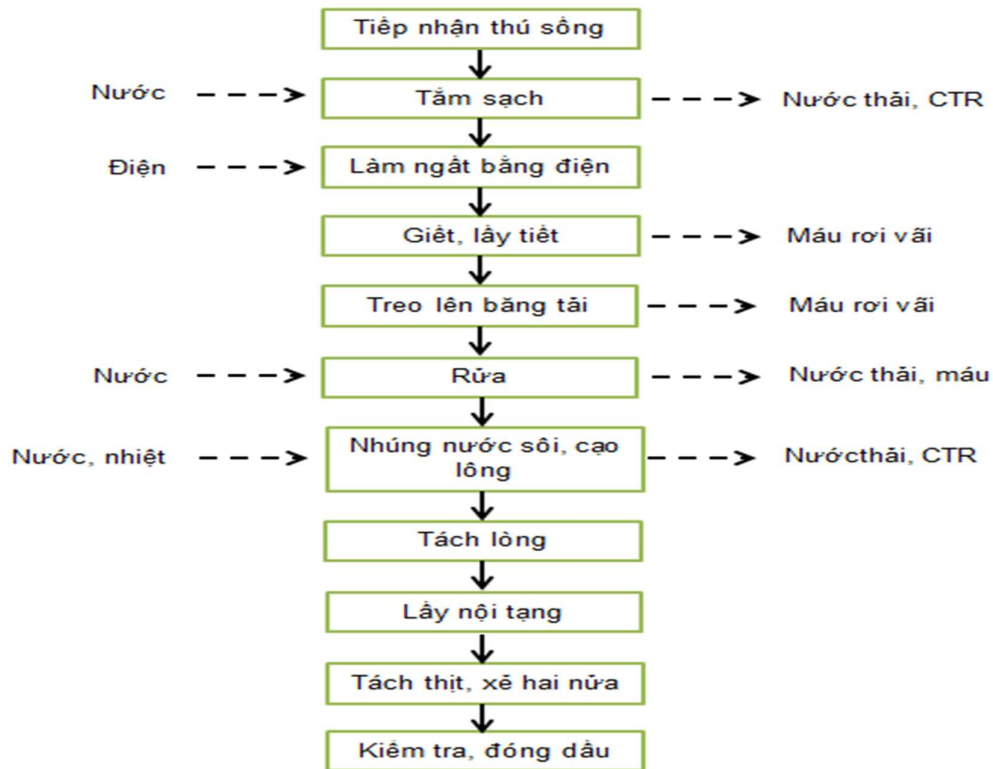 Tiếp nhận thú sống
Nước
Tắm sạch
Nước thải, CTR
Điện
Làm ngất bằng điện
Giết, lấy tiết
Máu rơi vãi
Treo lên băng tải
Máu rơi vãi
Nước
Rửa
Nước thải, máu
Nước, nhiệt
Nhúng nước sôi, cạo
lông
Nướcthải, CTR
Tách lòng
Lấy nội tạng
Tách thịt, xẻ hai nửa
Kiểm tra, đóng dấu